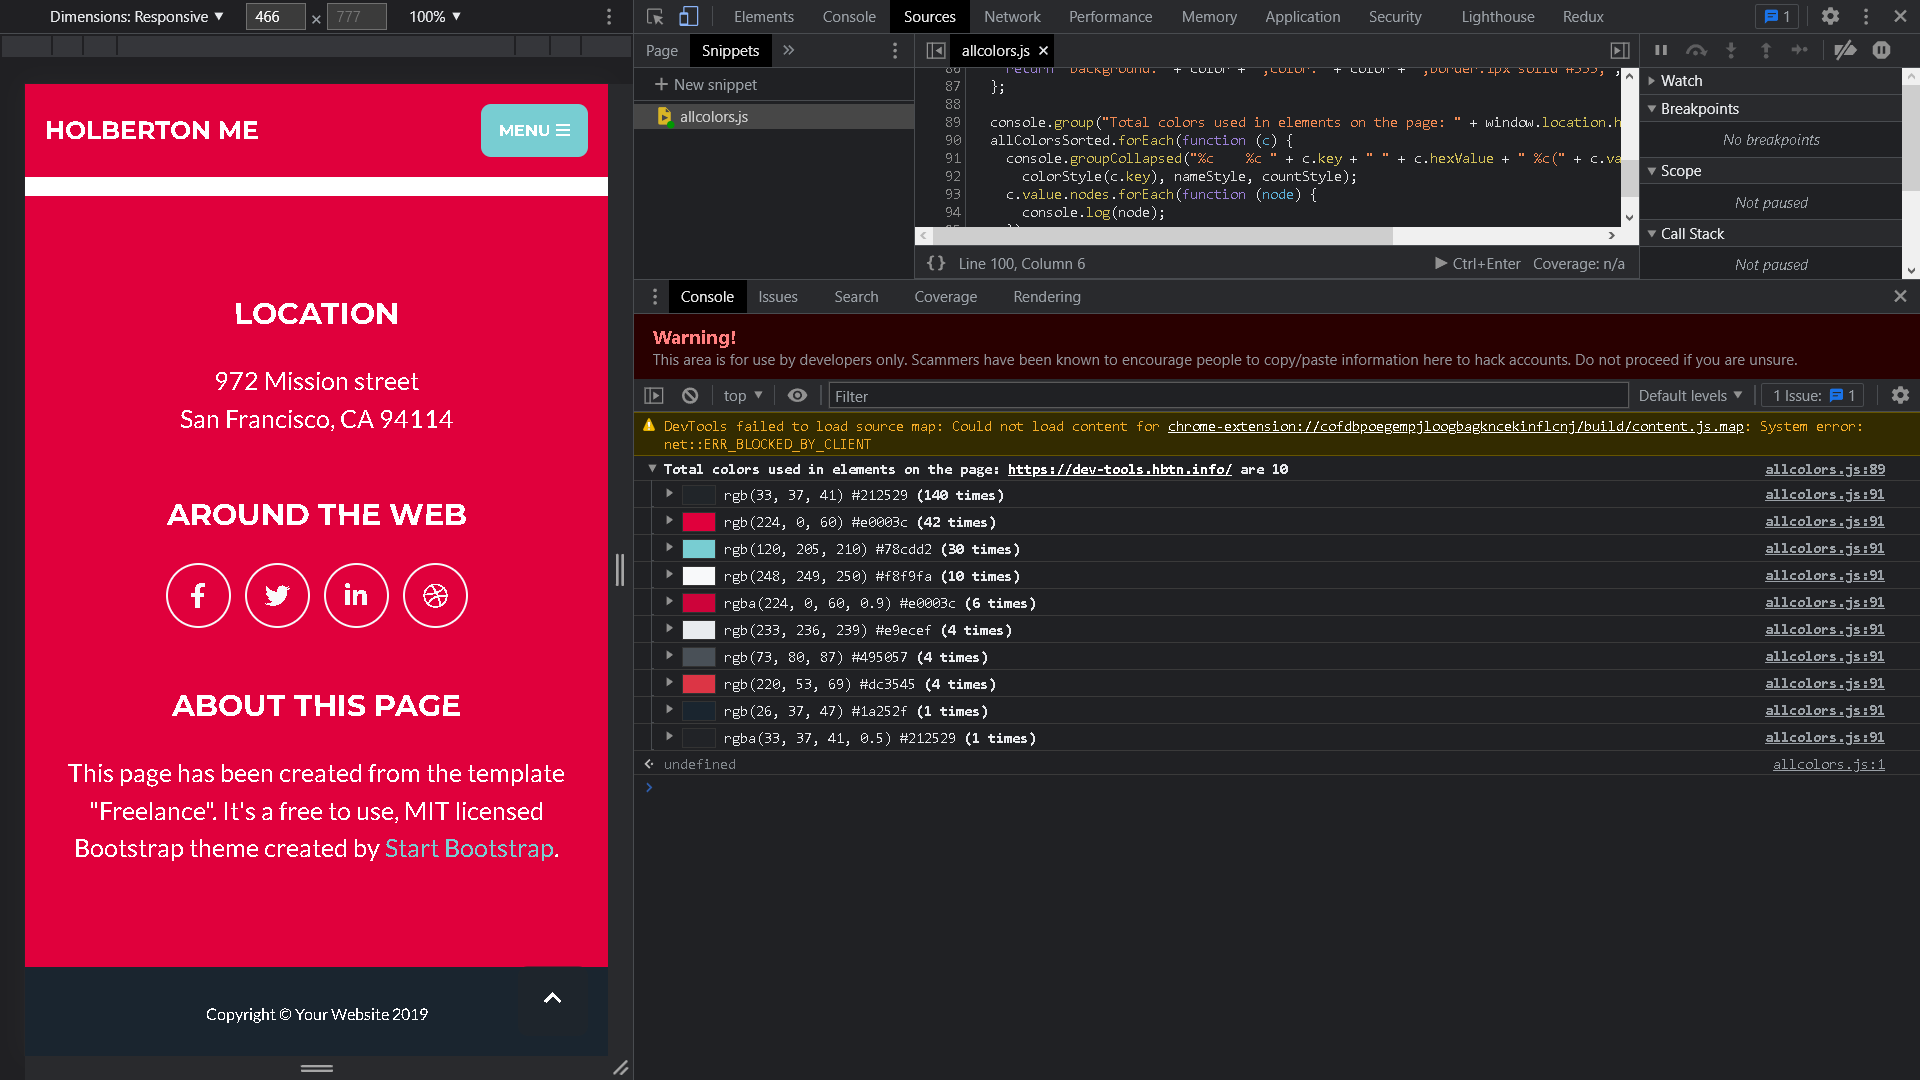 Dimensions: Responsive ▼ 466 × 777 100% ▼
HOLBERTON ME
MENU
LOCATION
972 Mission street
San Francisco, CA 94114
AROUND THE WEB
ABOUT THIS PAGE
This page has been created from the template
"Freelance". It's a free to use, MIT licensed
Bootstrap theme created by Start Bootstrap.
Copyright © Your Website 2019
Elements Console Sources Network Performance Memory Application Security Lighthouse Redux 1
Page Snippets »
New snippet
allcolors.js
allcolors.js ×
87 };
88
89 console.group("Total colors used in elements on the page: " + window.location.h
90 allColorsSorted.forEach(function (c) {
91 console.groupCollapsed("%c    %c " + c.key + " " + c.hexValue + " %c(" + c.va
92 colorStyle(c.key), nameStyle, countStyle);
93 c.value.nodes.forEach(function (node) {
94 console.log(node);
{} Line 100, Column 6 Ctrl+Enter Coverage: n/a
Watch
Breakpoints
No breakpoints
Scope
Not paused
Call Stack
Not paused
Console Issues Search Coverage Rendering
Warning!
This area is for use by developers only. Scammers have been known to encourage people to copy/paste information here to hack accounts. Do not proceed if you are unsure.
top ▼ Filter Default levels ▼ 1 Issue: 1
DevTools failed to load source map: Could not load content for chrome-extension://cofdbpoegempjloogbagkncekinflcnj/build/content.js.map: System error:
net::ERR_BLOCKED_BY_CLIENT
Total colors used in elements on the page: https://dev-tools.hbtn.info/ are 10 allcolors.js:89
rgb(33, 37, 41) #212529 (140 times) allcolors.js:91
rgb(224, 0, 60) #e0003c (42 times) allcolors.js:91
rgb(120, 205, 210) #78cdd2 (30 times) allcolors.js:91
rgb(248, 249, 250) #f8f9fa (10 times) allcolors.js:91
rgba(224, 0, 60, 0.9) #e0003c (6 times) allcolors.js:91
rgb(233, 236, 239) #e9ecef (4 times) allcolors.js:91
rgb(73, 80, 87) #495057 (4 times) allcolors.js:91
rgb(220, 53, 69) #dc3545 (4 times) allcolors.js:91
rgb(26, 37, 47) #1a252f (1 times) allcolors.js:91
rgba(33, 37, 41, 0.5) #212529 (1 times) allcolors.js:91
undefined allcolors.js:1